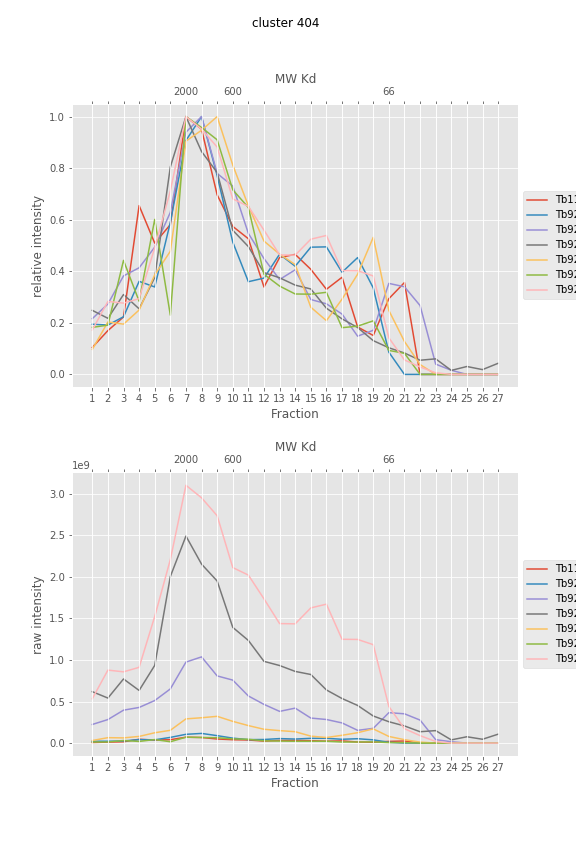 cluster 404
MW Kd
2000 600 66
1.0
0.8
0.6
0.4
0.2
0.0
relative intensity
1 2 3 4 5 6 7 8 9 10 11 12 13 14 15 16 17 18 19 20 21 22 23 24 25 26 27
Fraction
Tb11
Tb92
Tb92
Tb92
Tb92
Tb92
Tb92
MW Kd
2000 600 66
1e9
3.0
2.5
2.0
1.5
1.0
0.5
0.0
raw intensity
1 2 3 4 5 6 7 8 9 10 11 12 13 14 15 16 17 18 19 20 21 22 23 24 25 26 27
Fraction
Tb11
Tb92
Tb92
Tb92
Tb92
Tb92
Tb92